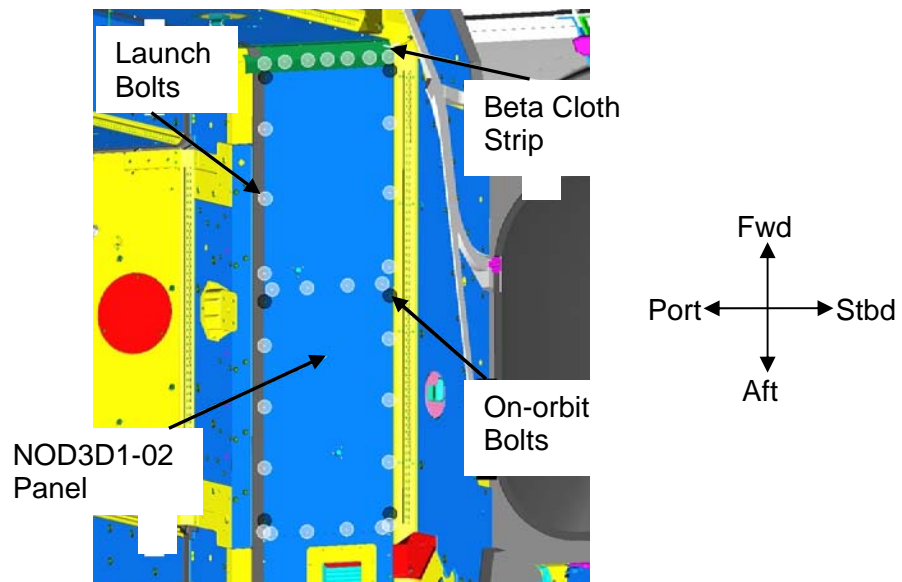 Launch
Bolts
Beta Cloth
Strip
Fwd
Port
Stbd
Aft
On-orbit
Bolts
NOD3D1-02
Panel